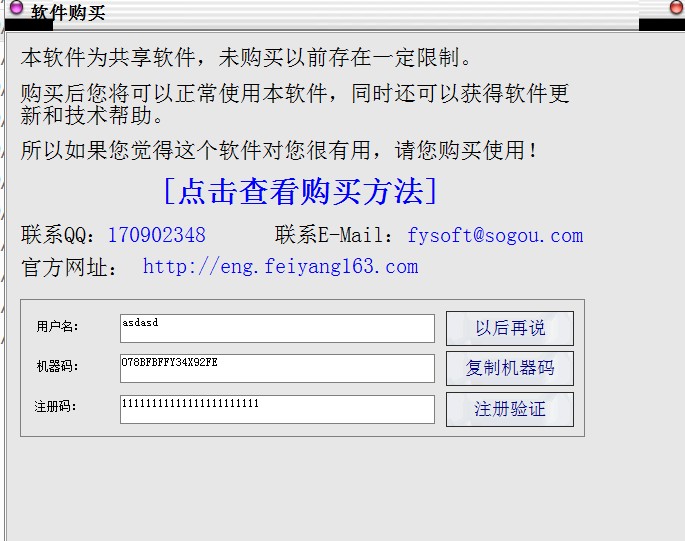 软件购买
本软件为共享软件，未购买以前存在一定限制。
购买后您将可以正常使用本软件，同时还可以获得软件更
新和技术帮助。
所以如果您觉得这个软件对您很有用，请您购买使用！
[点击查看购买方法]
联系QQ：170902348 联系E-Mail：fysoft@sogou.com
官方网址： http://eng.feiyang163.com
用户名： asdasd 以后再说
机器码： 078BFBFFY34X92FE 复制机器码
注册码： 1111111111111111111111 注册验证